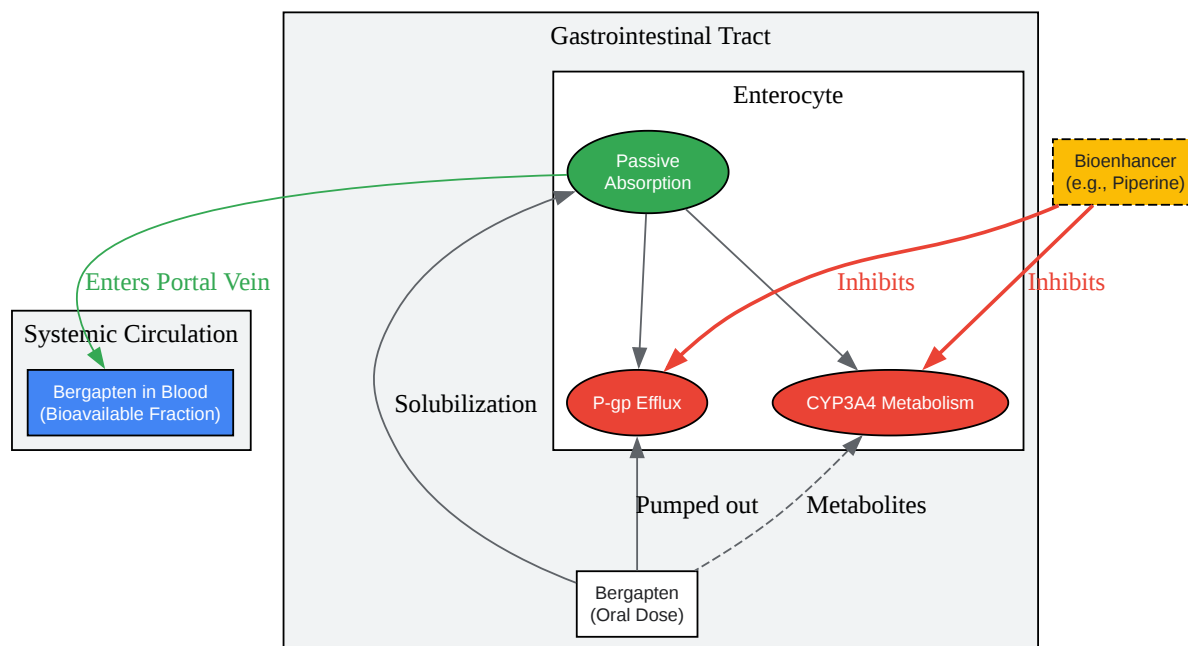 Gastrointestinal Tract
Enterocyte
Passive
Absorption
Bioenhancer
(e.g., Piperine)
Enters Portal Vein
Inhibits
Inhibits
Systemic Circulation
Bergapten in Blood
(Bioavailable Fraction)
Solubilization
P-gp Efflux
CYP3A4 Metabolism
Pumped out
Metabolites
Bergapten
(Oral Dose)